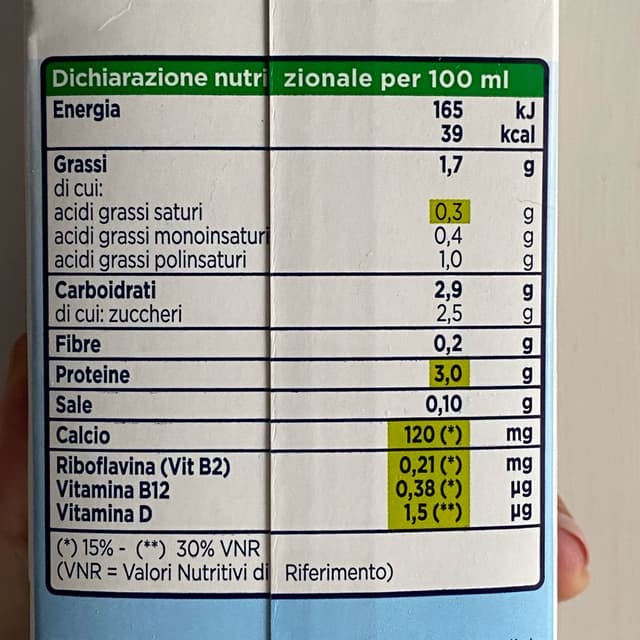 Dichiarazione nutrizionale per 100 ml
Energia 165 kJ
39 kcal
Grassi 1,7 g
di cui:
acidi grassi saturi 0,3 g
acidi grassi monoinsaturi 0,4 g
acidi grassi polinsaturi 1,0 g
Carboidrati 2,9 g
di cui: zuccheri 2,5 g
Fibre 0,2 g
Proteine 3,0 g
Sale 0,10 g
Calcio 120 (*) mg
Riboflavina (Vit B2) 0,21 (*) mg
Vitamina B12 0,38 (*) µg
Vitamina D 1,5 (**) µg
(*) 15% - (**) 30% VNR
(VNR = Valori Nutritivi di Riferimento)